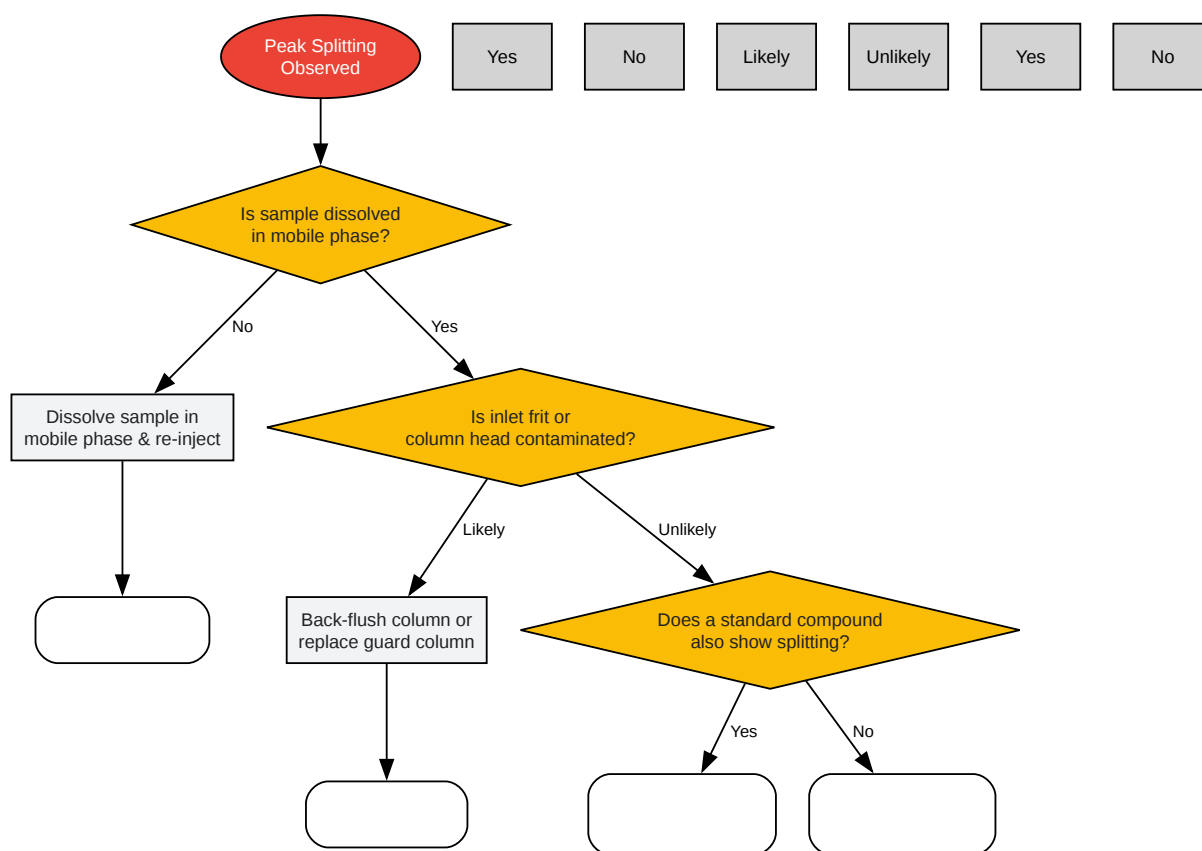 Peak Splitting
Observed
Yes
No
Likely
Unlikely
Yes
No
Is sample dissolved
in mobile phase?
No
Yes
Dissolve sample in
mobile phase & re-inject
Is inlet frit or
column head contaminated?
Likely
Unlikely
Back-flush column or
replace guard column
Does a standard compound
also show splitting?
Yes
No